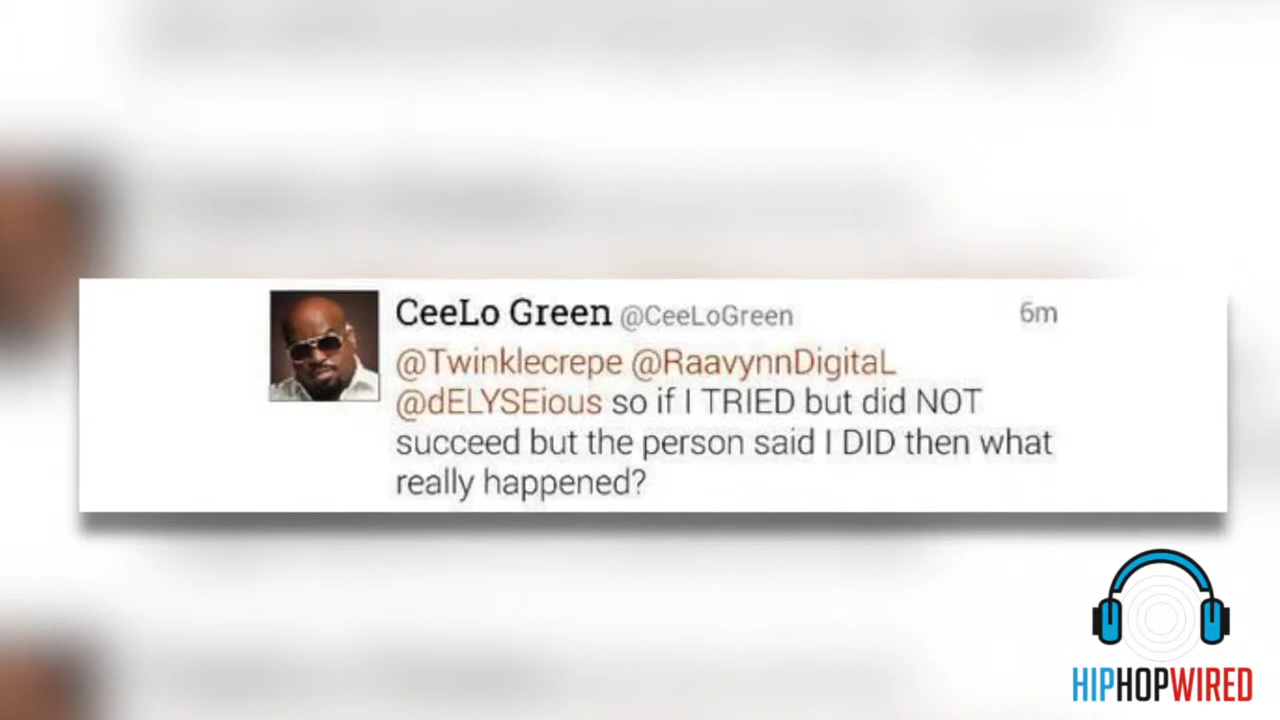 CeeLo Green @CeeLoGreen 6m
@Twinklecrepe @RaavynnDigitaL
@dELYSEious so if I TRIED but did NOT
succeed but the person said I DID then what
really happened?
HIPHOPWIRED